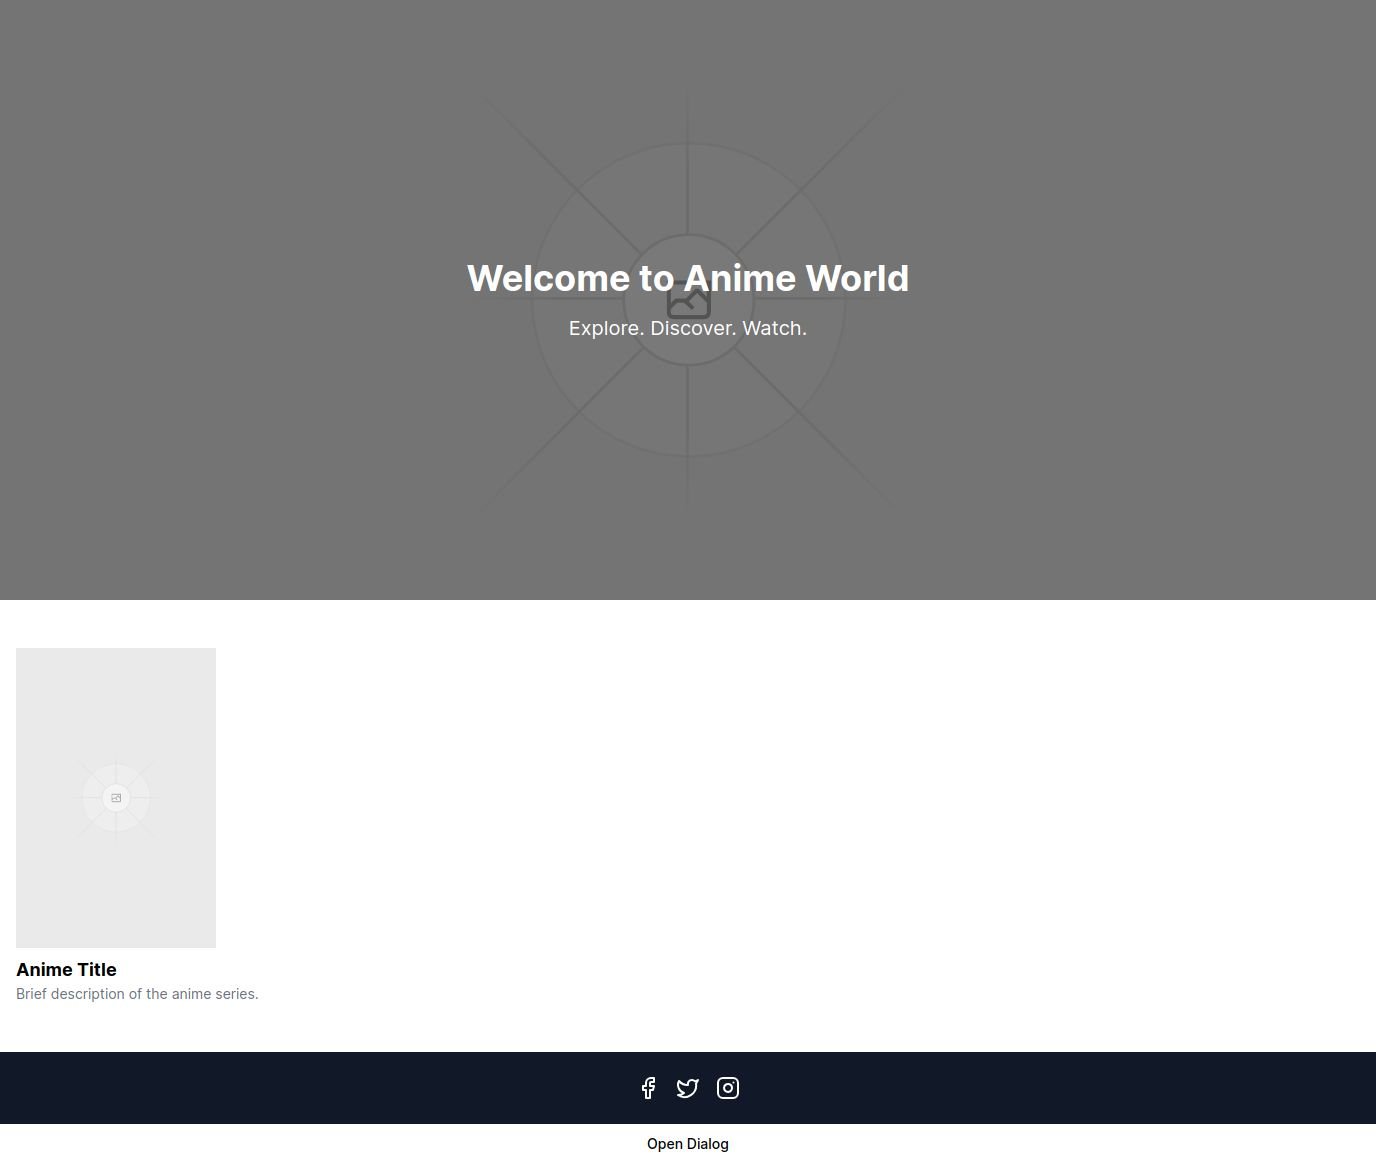 Welcome to Anime World
Explore. Discover. Watch.
Anime Title
Brief description of the anime series.
Open Dialog